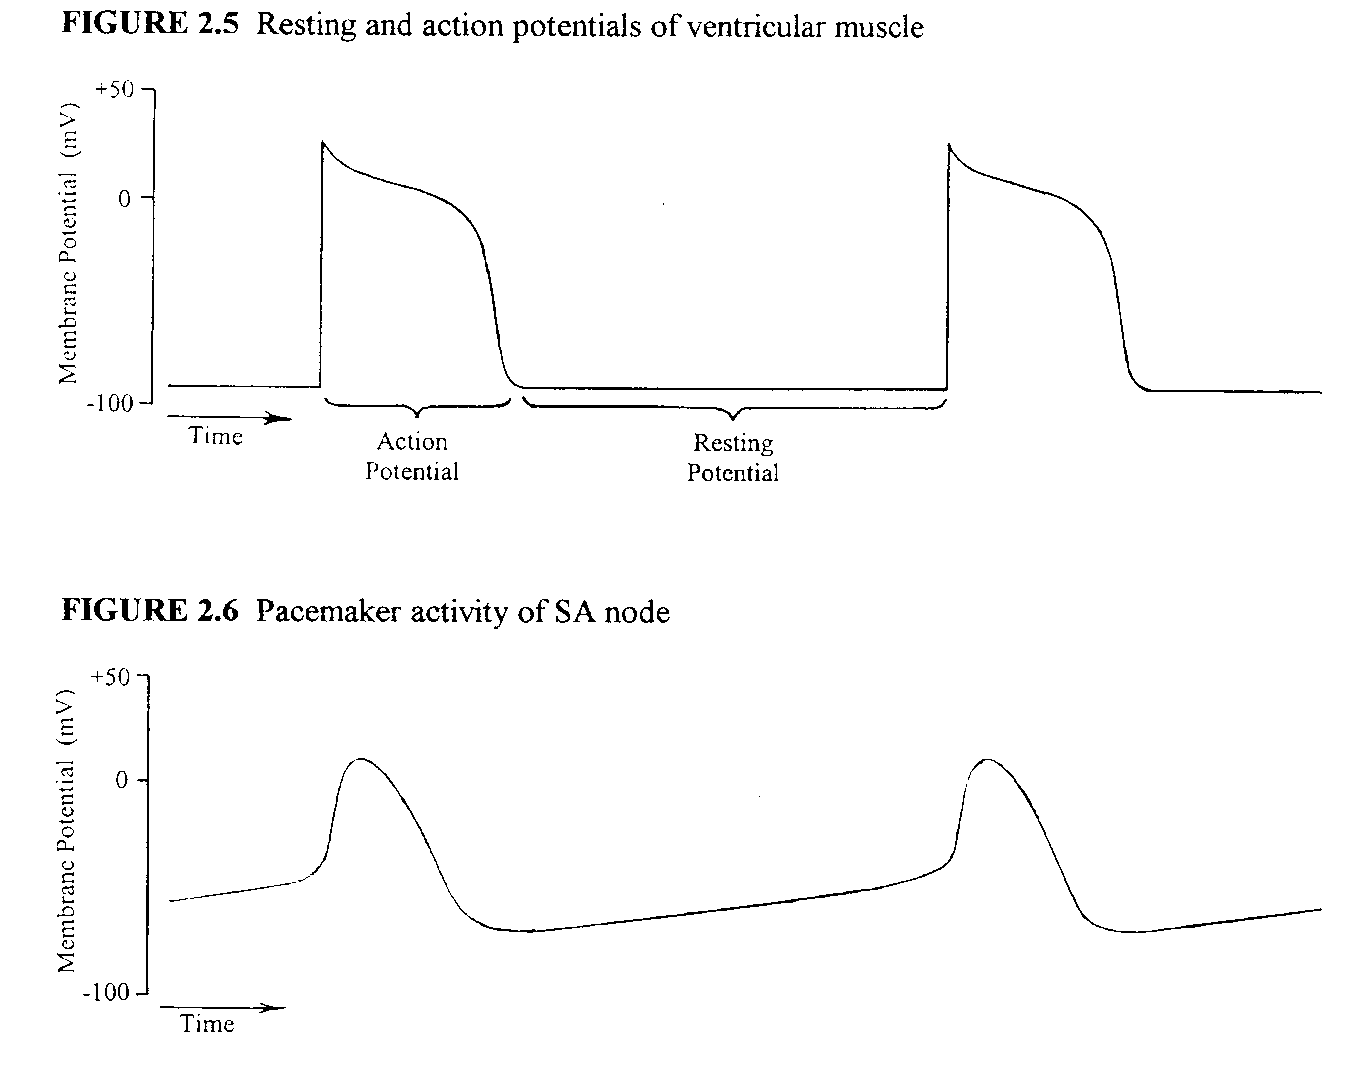 FIGURE 2.5 Resting and action potentials of ventricular muscle
+50
Membrane Potential (mV)
0
-100
Time
Action
Potential
Resting
Potential
FIGURE 2.6 Pacemaker activity of SA node
+50
Membrane Potential (mV)
0
-100
Time